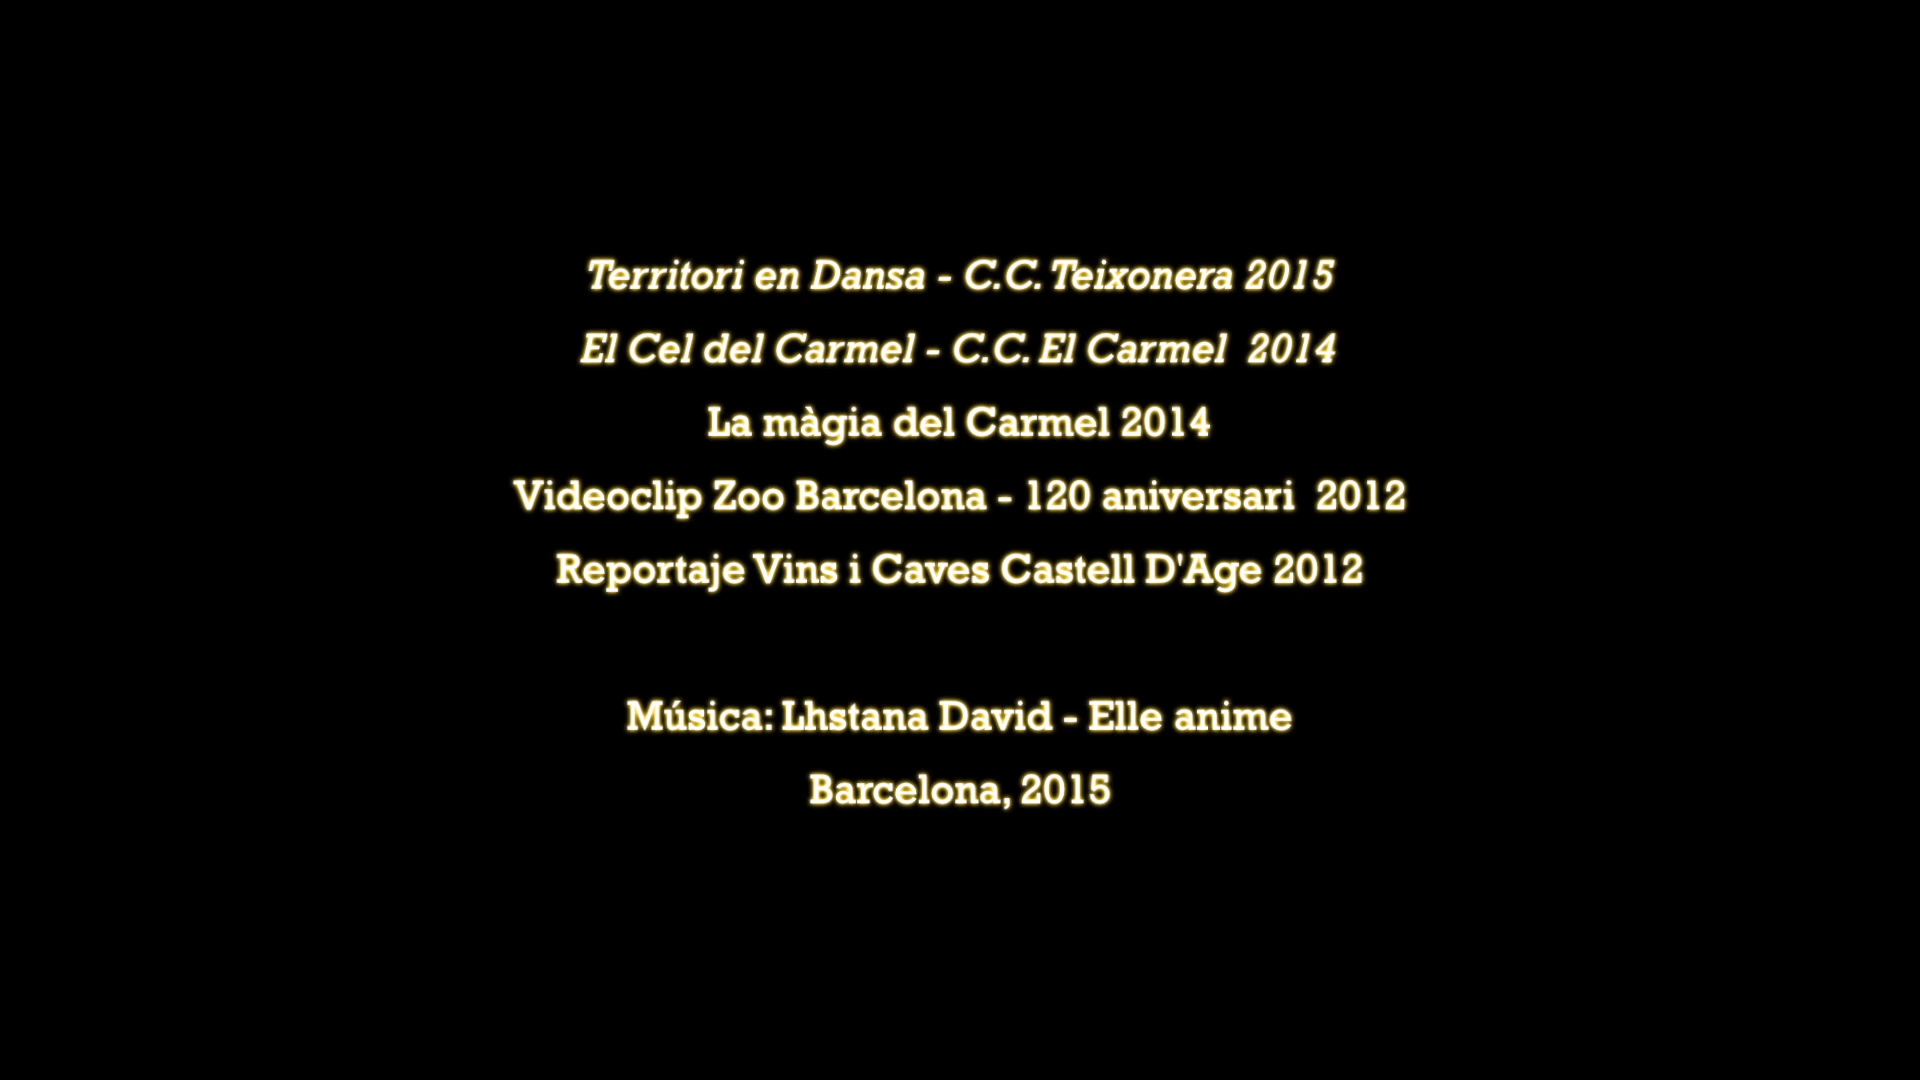 Territori en Dansa - C.C. Teixonera 2015
El Cel del Carmel - C.C. El Carmel  2014
La màgia del Carmel 2014
Videoclip Zoo Barcelona - 120 aniversari  2012
Reportaje Vins i Caves Castell D'Age 2012
Música: Lhstana David - Elle anime
Barcelona, 2015